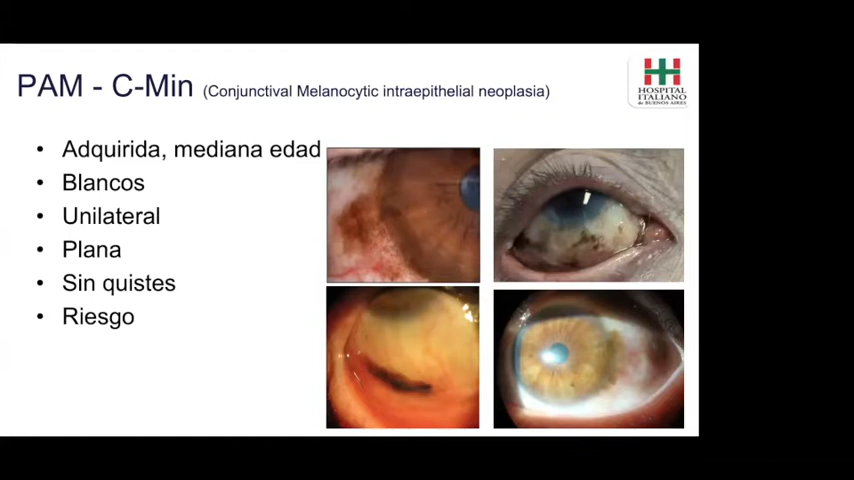 PAM - C-Min (Conjunctival Melanocytic intraepithelial neoplasia)
HOSPITAL
ITALIANO
de BUENOS AIRES
• Adquirida, mediana edad
• Blancos
• Unilateral
• Plana
• Sin quistes
• Riesgo